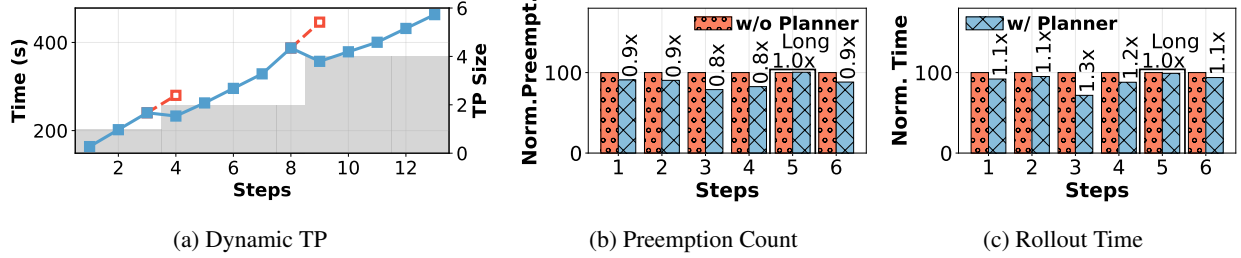 Time (s)
400
200
2 4 6 8 10 12
Steps
6
4
2
0
TP Size
(a) Dynamic TP
Norm.Preempt.
100
0
w/o Planner
0.9x 0.9x 0.8x 0.8x 1.0x 0.9x
Long
1 2 3 4 5 6
Steps
(b) Preemption Count
Norm. Time
100
0
w/ Planner
1.1x 1.1x 1.3x 1.2x 1.0x 1.1x
Long
1 2 3 4 5 6
Steps
(c) Rollout Time